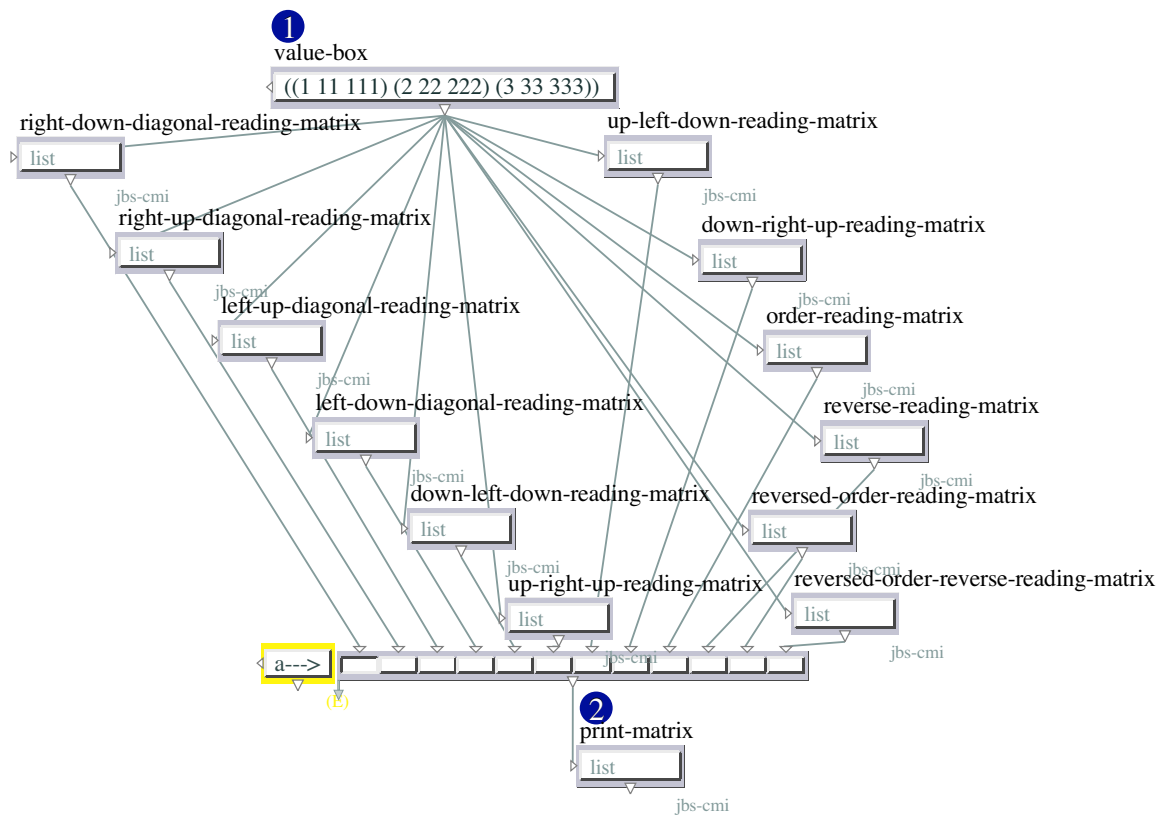 1
value-box
((1 11 111) (2 22 222) (3 33 333))
right-down-diagonal-reading-matrix
list
jbs-cmi
up-left-down-reading-matrix
list
jbs-cmi
right-up-diagonal-reading-matrix
list
jbs-cmi
down-right-up-reading-matrix
list
jbs-cmi
left-up-diagonal-reading-matrix
list
jbs-cmi
order-reading-matrix
list
jbs-cmi
left-down-diagonal-reading-matrix
list
jbs-cmi
reverse-reading-matrix
list
jbs-cmi
down-left-down-reading-matrix
list
jbs-cmi
reversed-order-reading-matrix
list
jbs-cmi
up-right-up-reading-matrix
list
jbs-cmi
reversed-order-reverse-reading-matrix
list
jbs-cmi
a--->
(L)
2
print-matrix
list
jbs-cmi